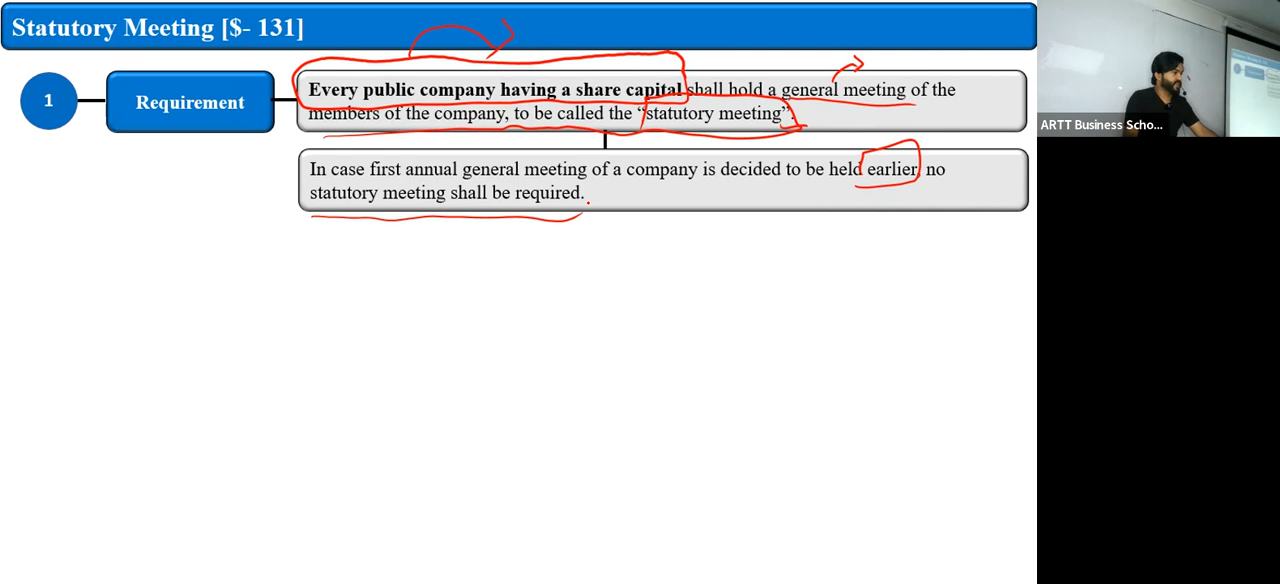 Statutory Meeting [$- 131]
1
Requirement
Every public company having a share capital shall hold a general meeting of the
members of the company, to be called the “statutory meeting”.
In case first annual general meeting of a company is decided to be held earlier, no
statutory meeting shall be required.
ARTT Business Scho...